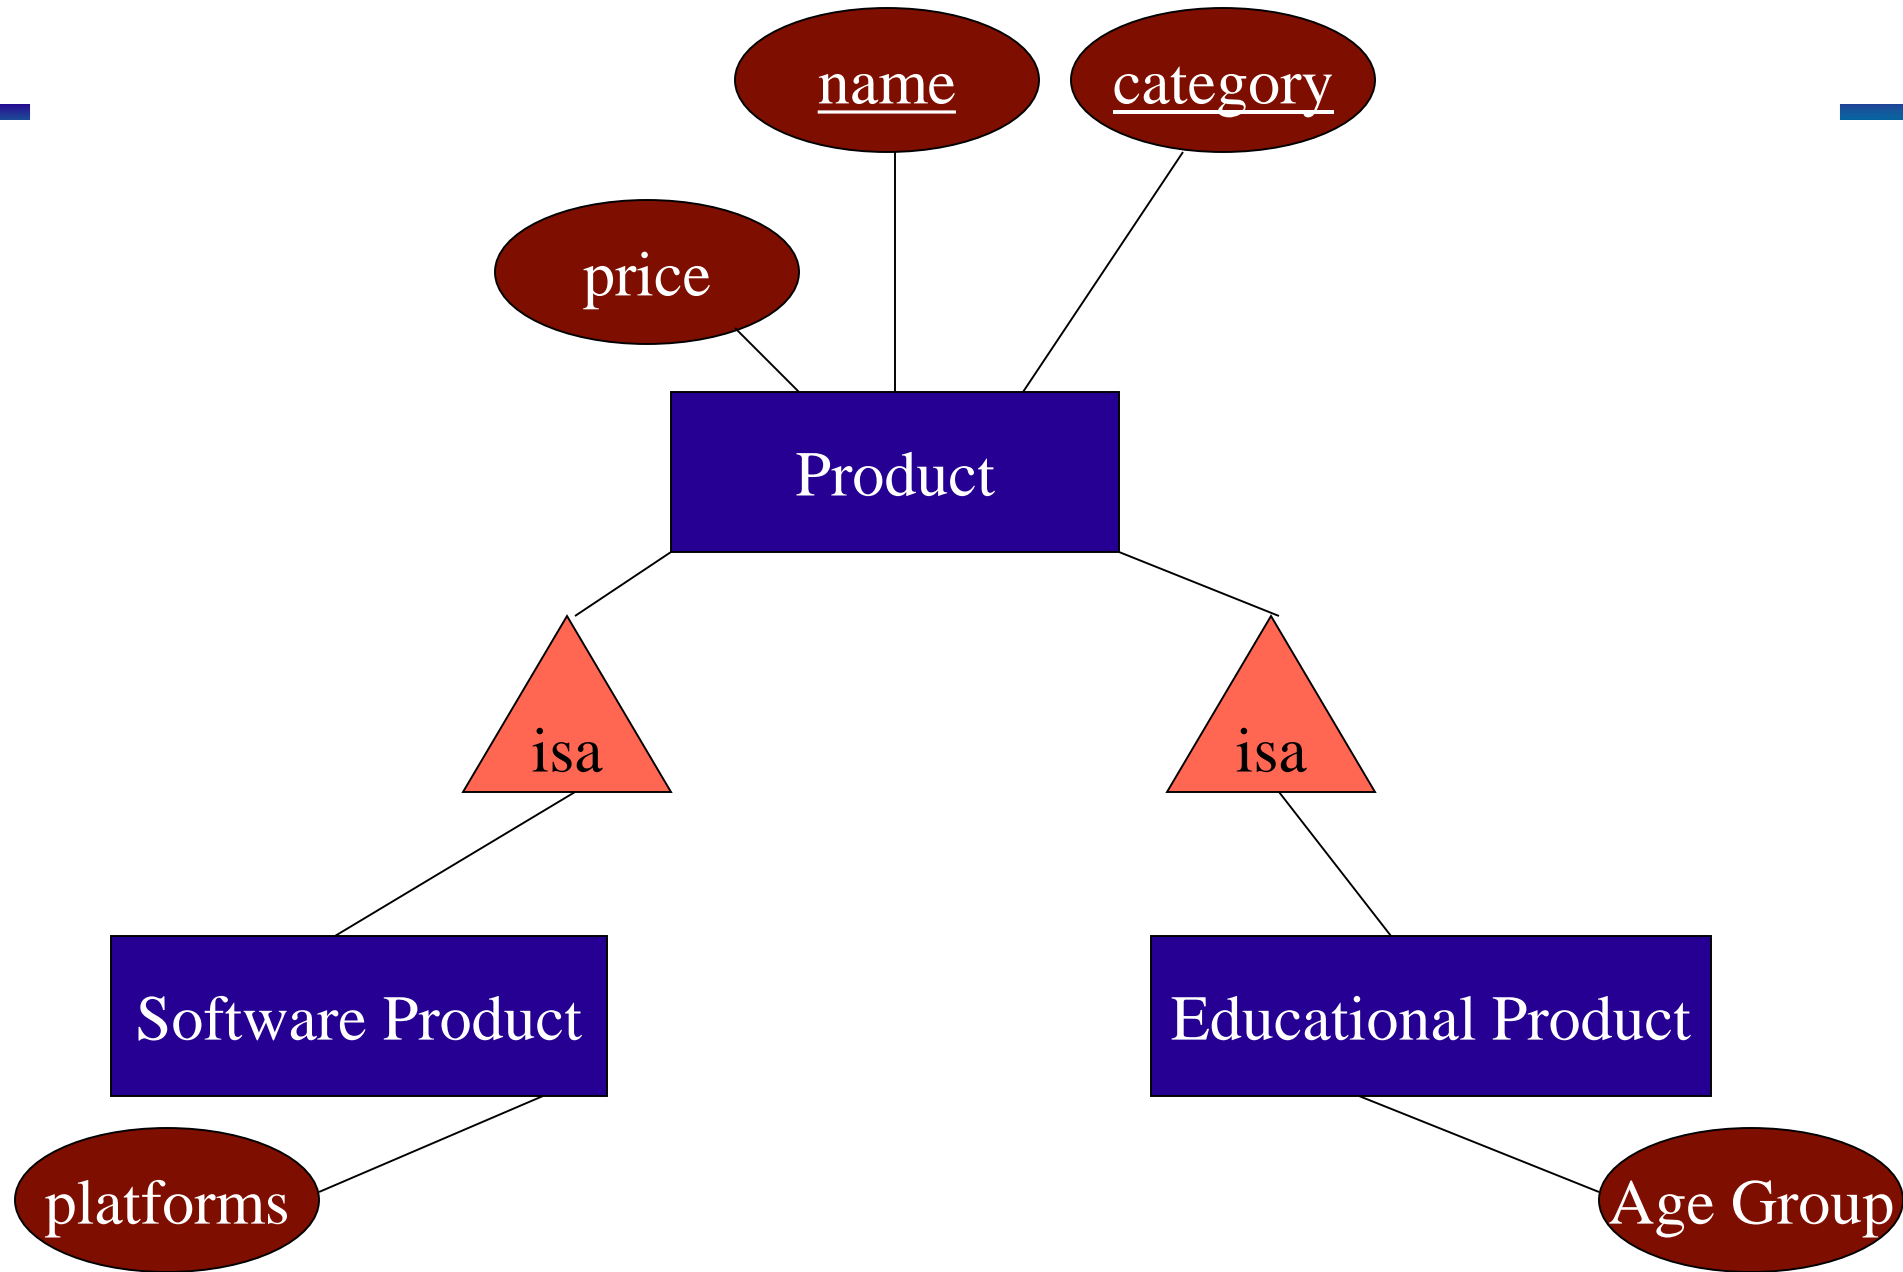 name
category
price
Product
isa
isa
Software Product
Educational Product
platforms
Age Group